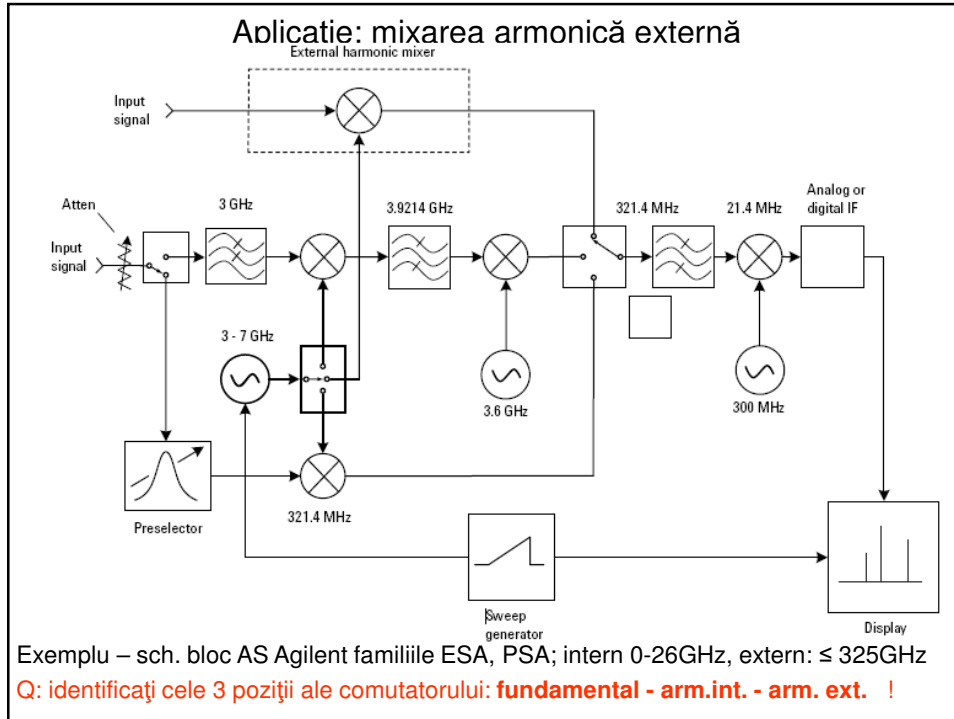 Aplicaţie: mixarea armonică externă
External harmonic mixer
Input
signal
Atten
3 GHz
3.9214 GHz
321.4 MHz
21.4 MHz
Analog or
digital IF
Input
signal
3 - 7 GHz
3.6 GHz
300 MHz
Preselector
321.4 MHz
Sweep
generator
Display
Exemplu – sch. bloc AS Agilent familiile ESA, PSA; intern 0-26GHz, extern: ≤ 325GHz
Q: identificaţi cele 3 poziţii ale comutatorului: fundamental - arm.int. - arm. ext. !